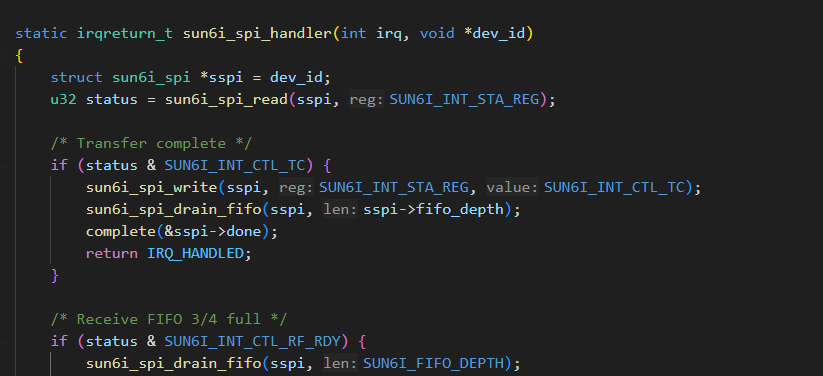 static irqreturn_t sun6i_spi_handler(int irq, void *dev_id)
{
    struct sun6i_spi *sspi = dev_id;
    u32 status = sun6i_spi_read(sspi, reg: SUN6I_INT_STA_REG);

    /* Transfer complete */
    if (status & SUN6I_INT_CTL_TC) {
        sun6i_spi_write(sspi, reg: SUN6I_INT_STA_REG, value: SUN6I_INT_CTL_TC);
        sun6i_spi_drain_fifo(sspi, len: sspi->fifo_depth);
        complete(&sspi->done);
        return IRQ_HANDLED;
    }

    /* Receive FIFO 3/4 full */
    if (status & SUN6I_INT_CTL_RF_RDY) {
        sun6i_spi_drain_fifo(sspi, len: SUN6I_FIFO_DEPTH);